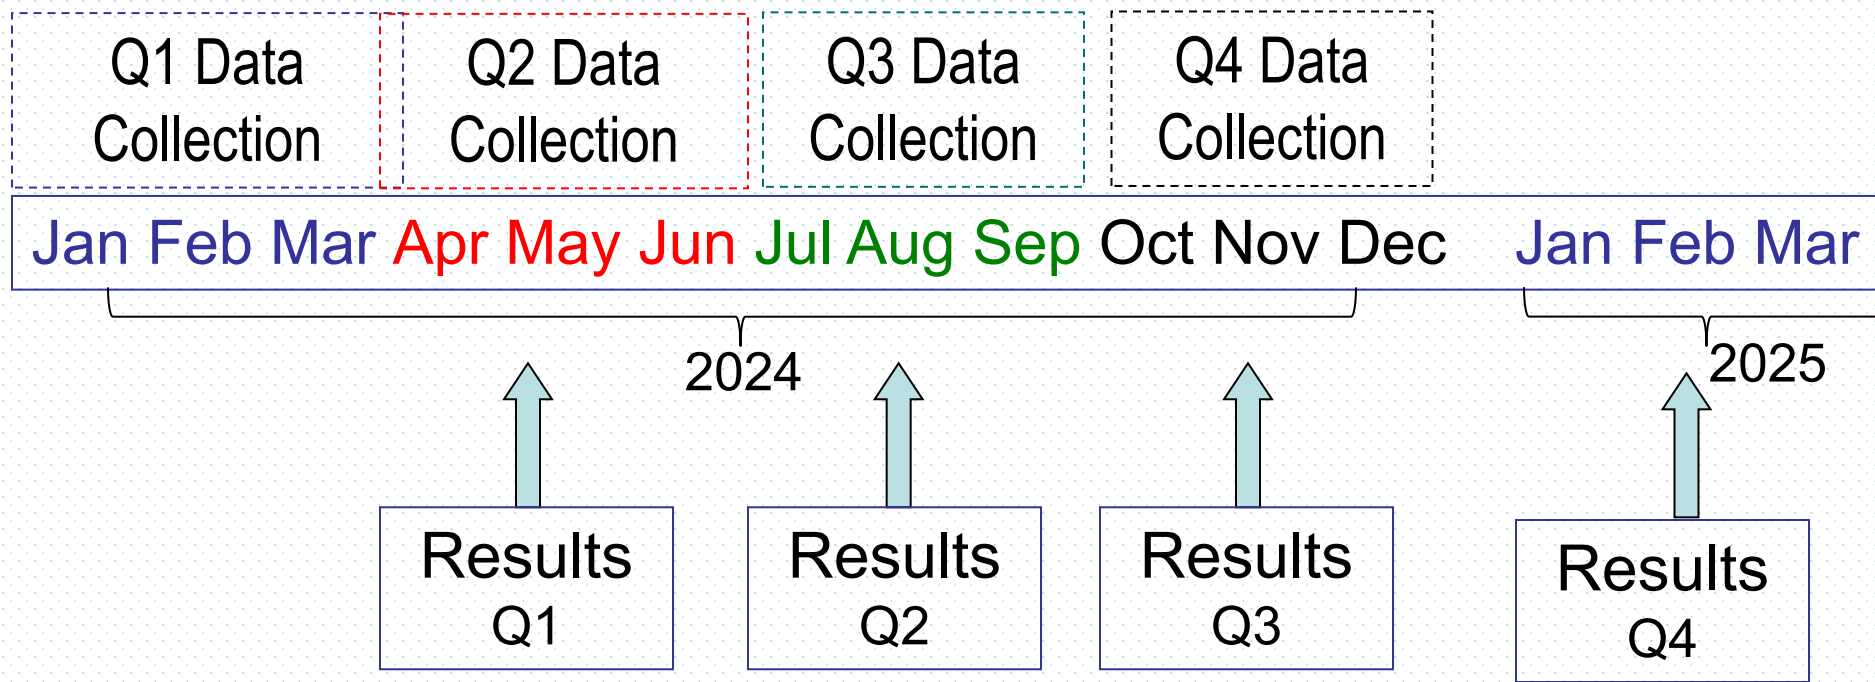 Q1 Data
Collection
Q2 Data
Collection
Q3 Data
Collection
Q4 Data
Collection
Jan Feb Mar Apr May Jun Jul Aug Sep Oct Nov Dec Jan Feb Mar
2024
2025
Results
Q1
Results
Q2
Results
Q3
Results
Q4